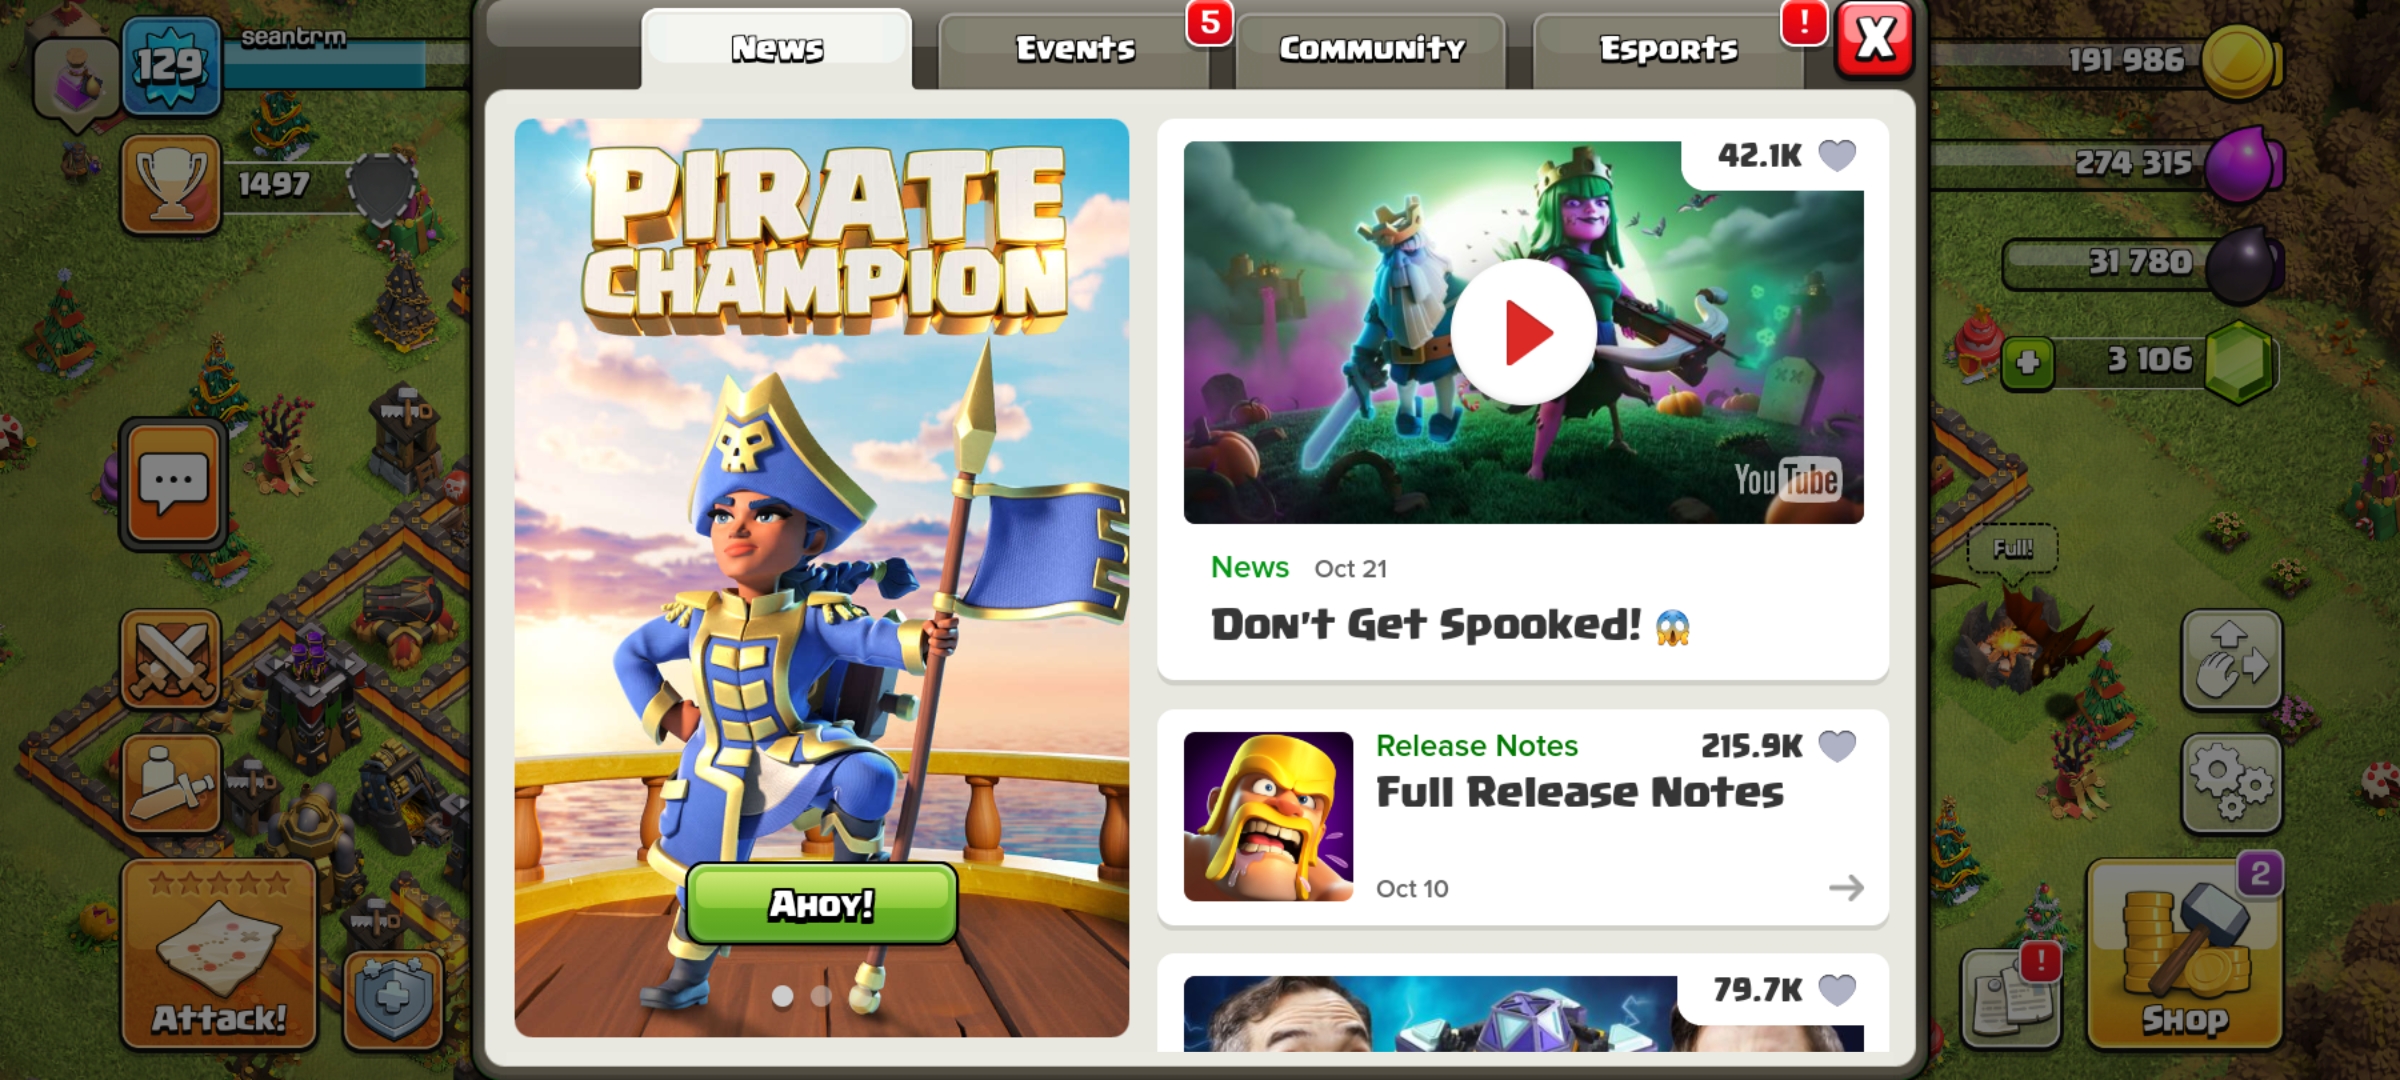 129
seantrm
1497
Attack!
News
Events
5
Community
Esports
!
X
PIRATE
CHAMPION
Ahoy!
42.1K
YouTube
News Oct 21
Don't Get Spooked! 😱
Release Notes
215.9K
Full Release Notes
Oct 10
79.7K
191 986
274 315
31 780
+
3 106
Full!
2
!
Shop